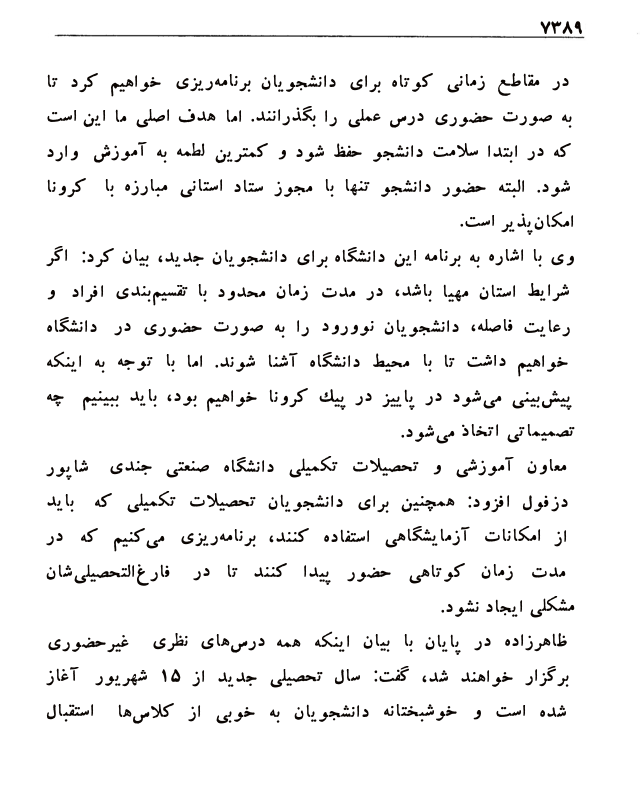 ۷۳۸۹
در مقاطع زمانی کوتاه برای دانشجویان برنامه‌ریزی خواهیم کرد تا
به صورت حضوری درس عملی را بگذرانند. اما هدف اصلی ما این است
که در ابتدا سلامت دانشجو حفظ شود و کمترین لطمه به آموزش وارد
شود. البته حضور دانشجو تنها با مجوز ستاد استانی مبارزه با کرونا
امکان‌پذیر است.
وی با اشاره به برنامه این دانشگاه برای دانشجویان جدید، بیان کرد: اگر
شرایط استان مهیا باشد، در مدت زمان محدود با تقسیم‌بندی افراد و
رعایت فاصله، دانشجویان نوورود را به صورت حضوری در دانشگاه
خواهیم داشت تا با محیط دانشگاه آشنا شوند. اما با توجه به اینکه
پیش‌بینی می‌شود در پاییز در پیك کرونا خواهیم بود، باید ببینیم چه
تصمیماتی اتخاذ می‌شود.
معاون آموزشی و تحصیلات تکمیلی دانشگاه صنعتی جندی شاپور
دزفول افزود: همچنین برای دانشجویان تحصیلات تکمیلی که باید
از امکانات آزمایشگاهی استفاده کنند، برنامه‌ریزی می‌کنیم که در
مدت زمان کوتاهی حضور پیدا کنند تا در فارغ‌التحصیلی‌شان
مشکلی ایجاد نشود.
ظاهرزاده در پایان با بیان اینکه همه درس‌های نظری غیرحضوری
برگزار خواهند شد، گفت: سال تحصیلی جدید از ۱۵ شهریور آغاز
شده است و خوشبختانه دانشجویان به خوبی از کلاس‌ها استقبال